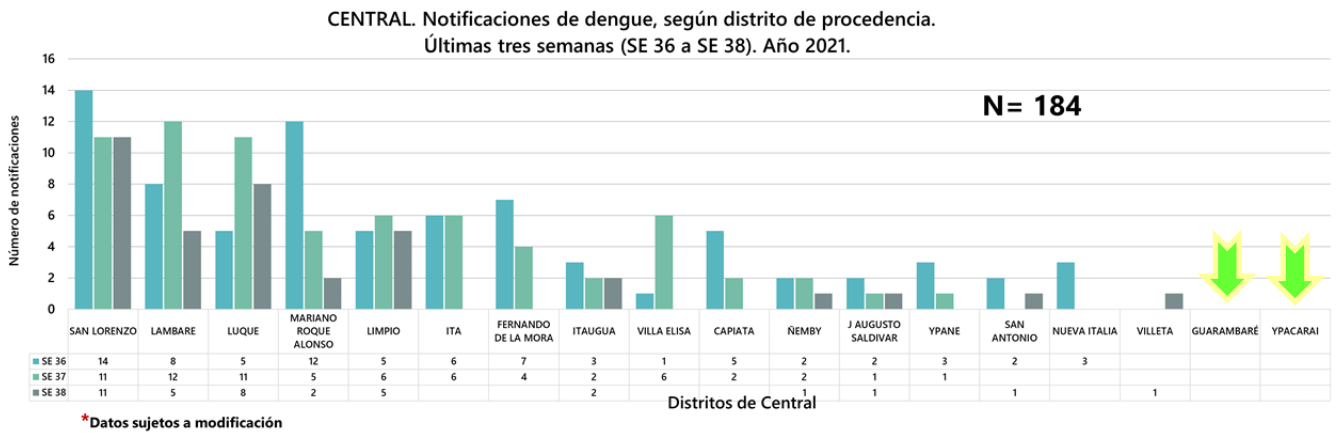 CENTRAL. Notificaciones de dengue, según distrito de procedencia.
Últimas tres semanas (SE 36 a SE 38). Año 2021.
N= 184
Número de notificaciones
16
14
12
10
8
6
4
2
0
SAN LORENZO LAMBARE LUQUE MARIANO ROQUE ALONSO LIMPIO ITA FERNANDO DE LA MORA ITAUGUA VILLA ELISA CAPIATA ÑEMBY J AUGUSTO SALDIVAR YPANE SAN ANTONIO NUEVA ITALIA VILLETA GUARAMBARÉ YPACARAI
SE 36 14 8 5 12 5 6 7 3 1 5 2 2 3 2 3
SE 37 11 12 11 5 6 6 4 2 6 2 2 1 1
SE 38 11 5 8 2 5 2 1 1 1 1
Distritos de Central
*Datos sujetos a modificación